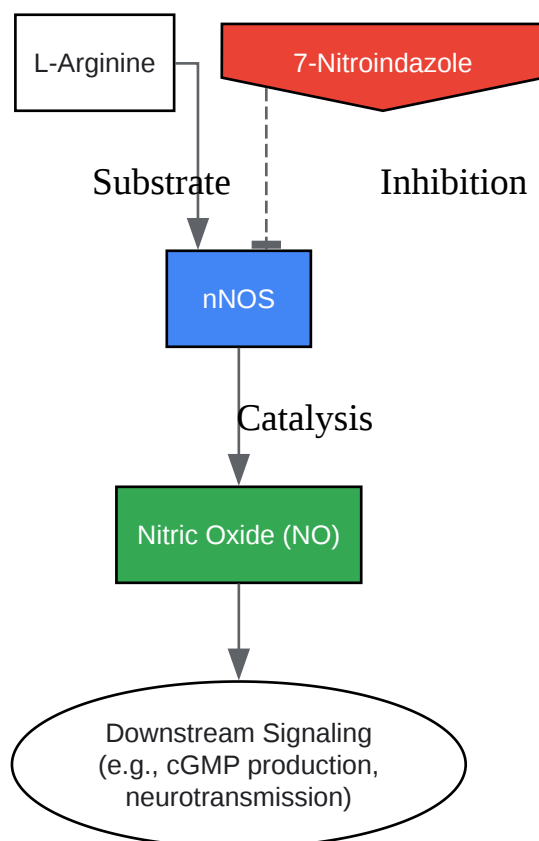 L-Arginine
7-Nitroindazole
Substrate
Inhibition
nNOS
Catalysis
Nitric Oxide (NO)
Downstream Signaling
(e.g., cGMP production,
neurotransmission)